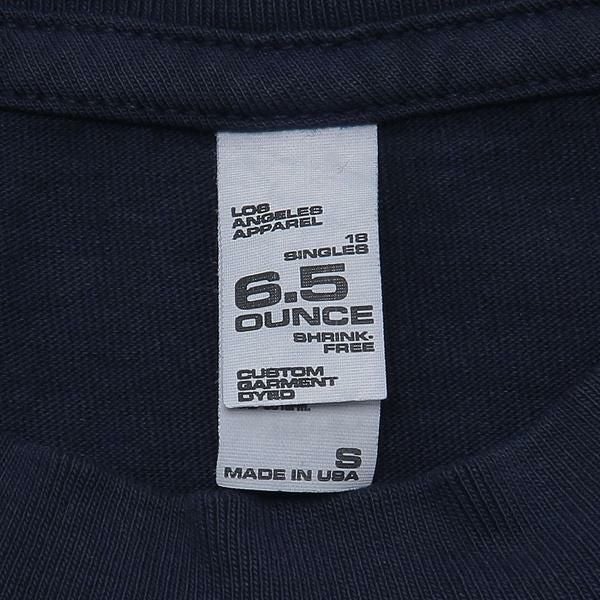 LOS
ANGELES
APPAREL
18
SINGLES
6.5
OUNCE
SHRINK-
FREE
CUSTOM
GARMENT
DYED
S
MADE IN USA